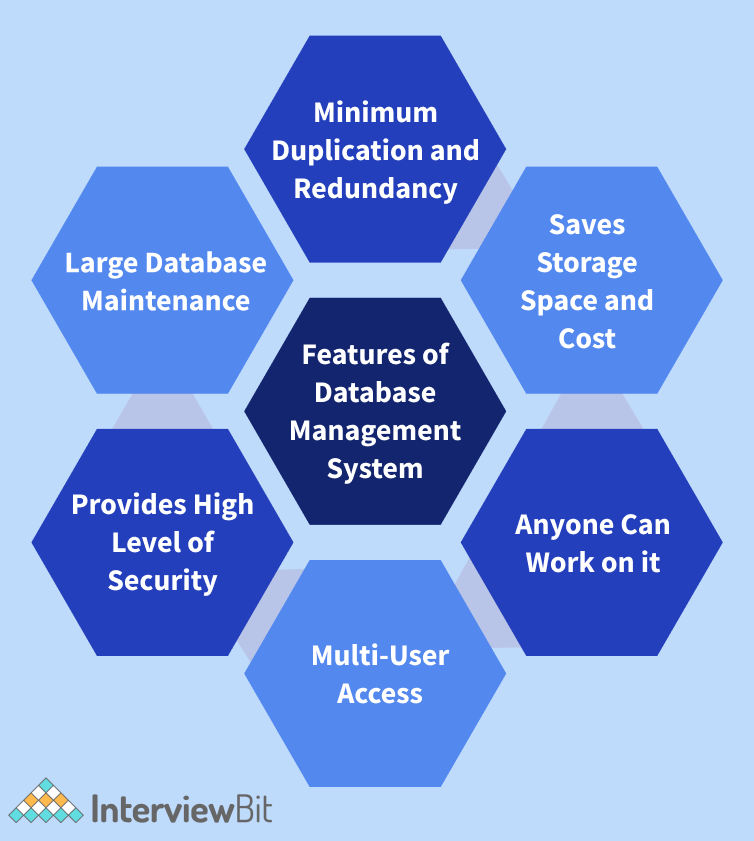 Minimum
Duplication and
Redundancy
Saves
Storage
Space and
Cost
Large Database
Maintenance
Features of
Database
Management
System
Provides High
Level of
Security
Anyone Can
Work on it
Multi-User
Access
InterviewBit